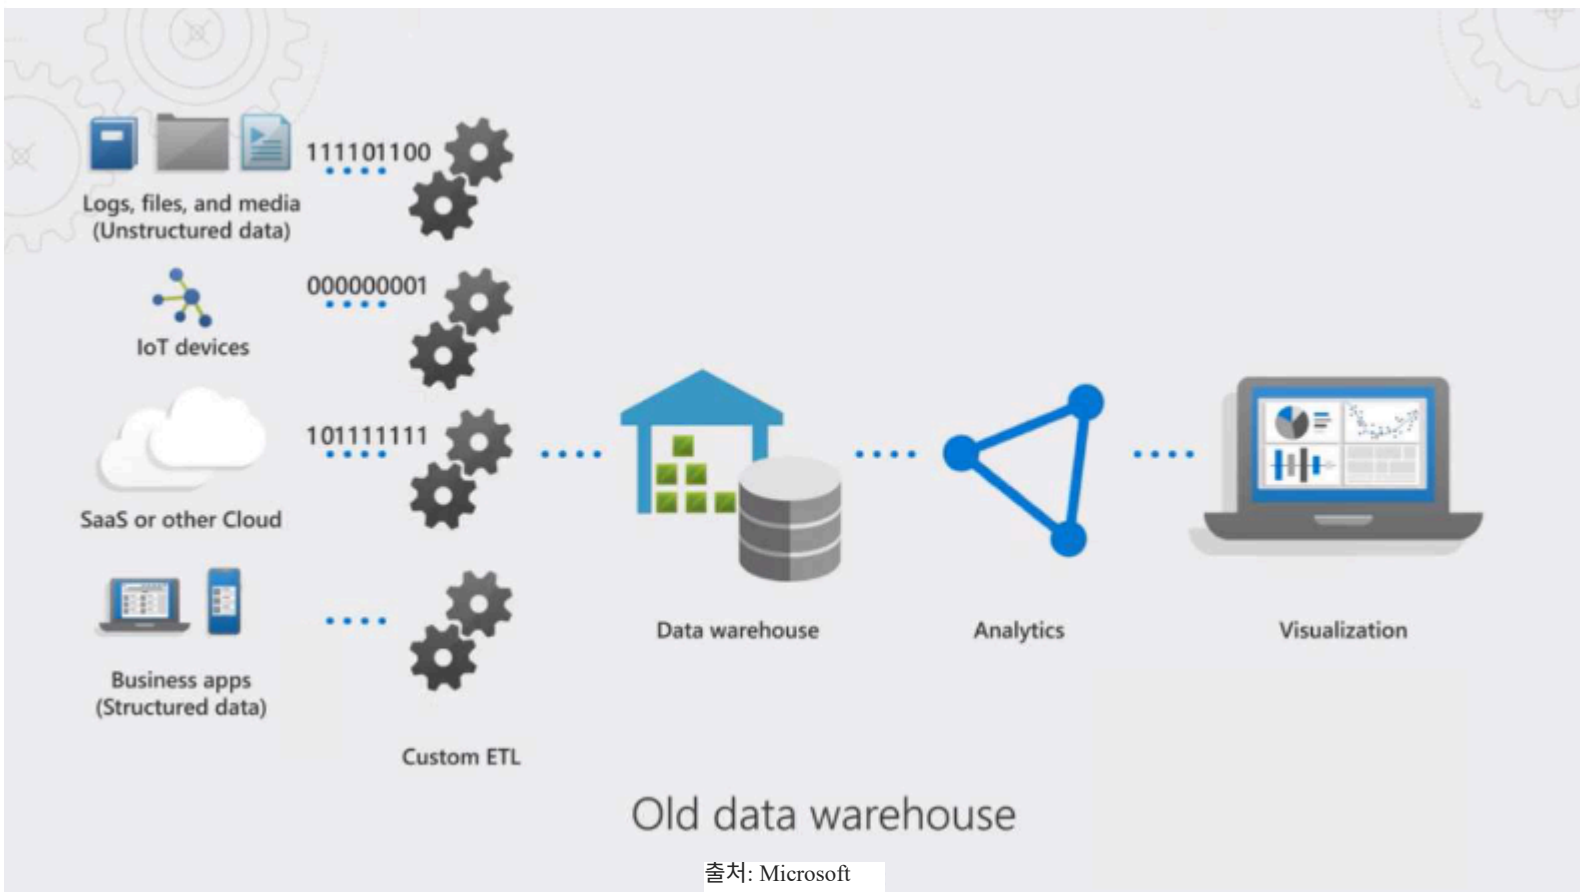 111101100
Logs, files, and media
(Unstructured data)
000000001
IoT devices
101111111
SaaS or other Cloud
Business apps
(Structured data)
Custom ETL
Data warehouse
Analytics
Visualization
Old data warehouse
출처: Microsoft